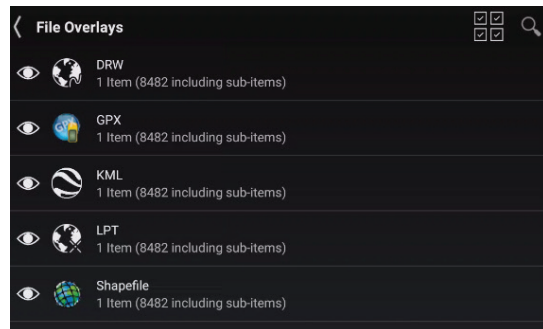 File Overlays
DRW
1 Item (8482 including sub-items)
GPX
GPX
1 Item (8482 including sub-items)
KML
1 Item (8482 including sub-items)
LPT
1 Item (8482 including sub-items)
Shapefile
1 Item (8482 including sub-items)